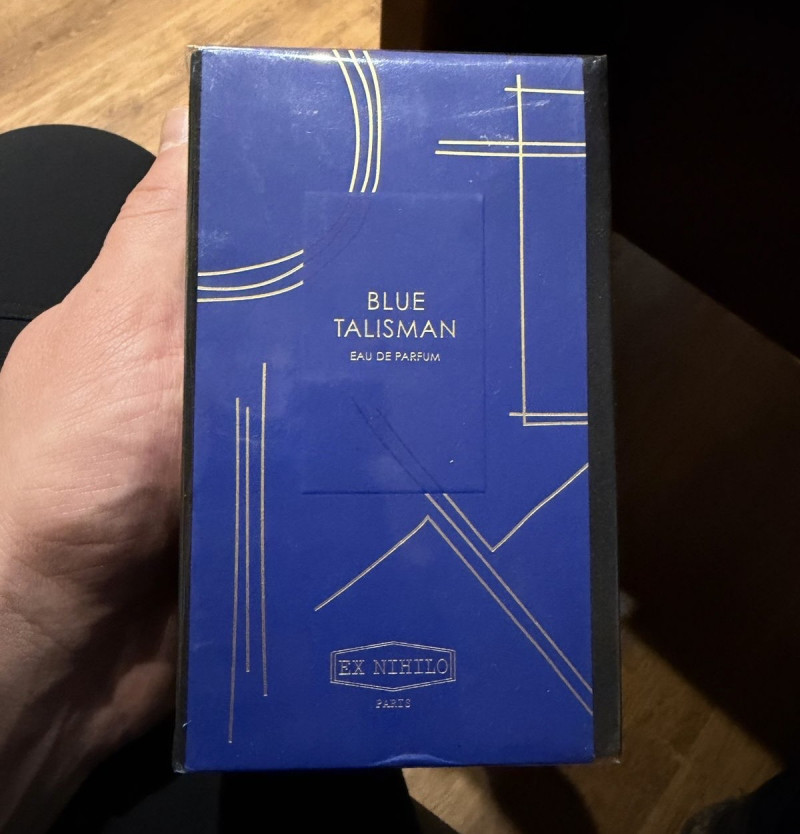 BLUE
TALISMAN
EAU DE PARFUM
EX NIHILO
PARIS